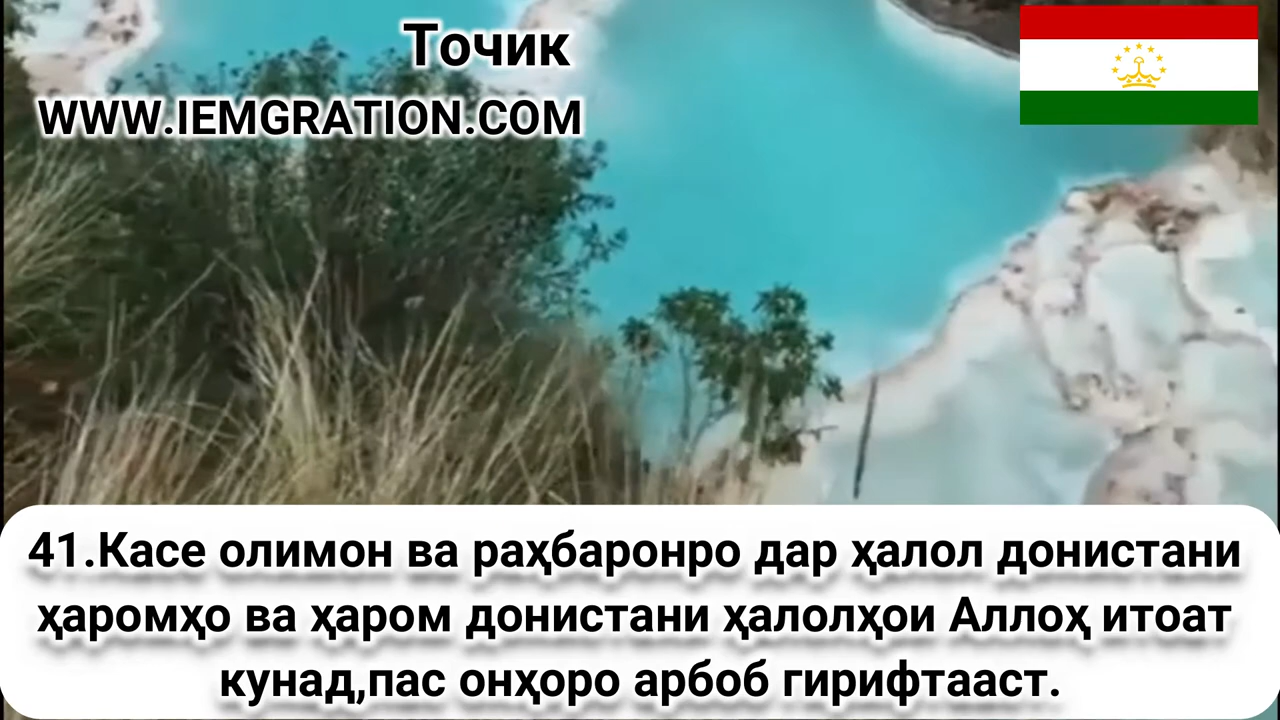 Точик
WWW.IEMGRATION.COM
41.Касе олимон ва раҳбаронро дар ҳалол донистани
ҳаромҳо ва ҳаром донистани ҳалолҳои Аллоҳ итоат
кунад,пас онҳоро арбоб гирифтааст.